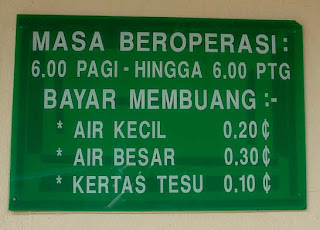 MASA BEROPERASI:
6.00 PAGI - HINGGA 6.00 PTG
BAYAR MEMBUANG:-
* AIR KECIL 0.20 ¢
* AIR BESAR 0.30 ¢
* KERTAS TESU 0.10 ¢